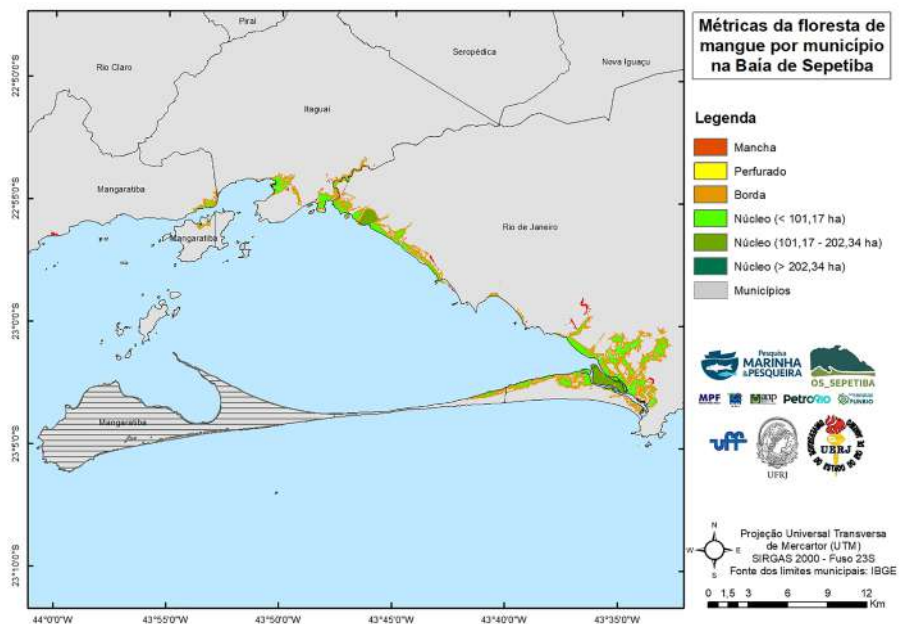 Métricas da floresta de
mangue por município
na Baía de Sepetiba
Legenda
Mancha
Perfurado
Borda
Núcleo (< 101,17 ha)
Núcleo (101,17 - 202,34 ha)
Núcleo (> 202,34 ha)
Municípios
Piraí
Rio Claro
Seropédica
Nova Iguaçu
Itaguaí
Mangaratiba
Mangaratiba
Rio de Janeiro
Mangaratiba
22°50'0"S
22°55'0"S
23°0'0"S
23°5'0"S
23°10'0"S
44°0'0"W
43°55'0"W
43°50'0"W
43°45'0"W
43°40'0"W
43°35'0"W
Pesquisa
MARINHA
&PESQUEIRA
OS_SEPETIBA
MPF
PetroRio
FUNBIO
uff
UFRJ
UERJ
N
W
E
S
Projeção Universal Transversa
de Mercartor (UTM)
SIRGAS 2000 - Fuso 23S
Fonte dos limites municipais: IBGE
0 1,5 3 6 9 12
Km